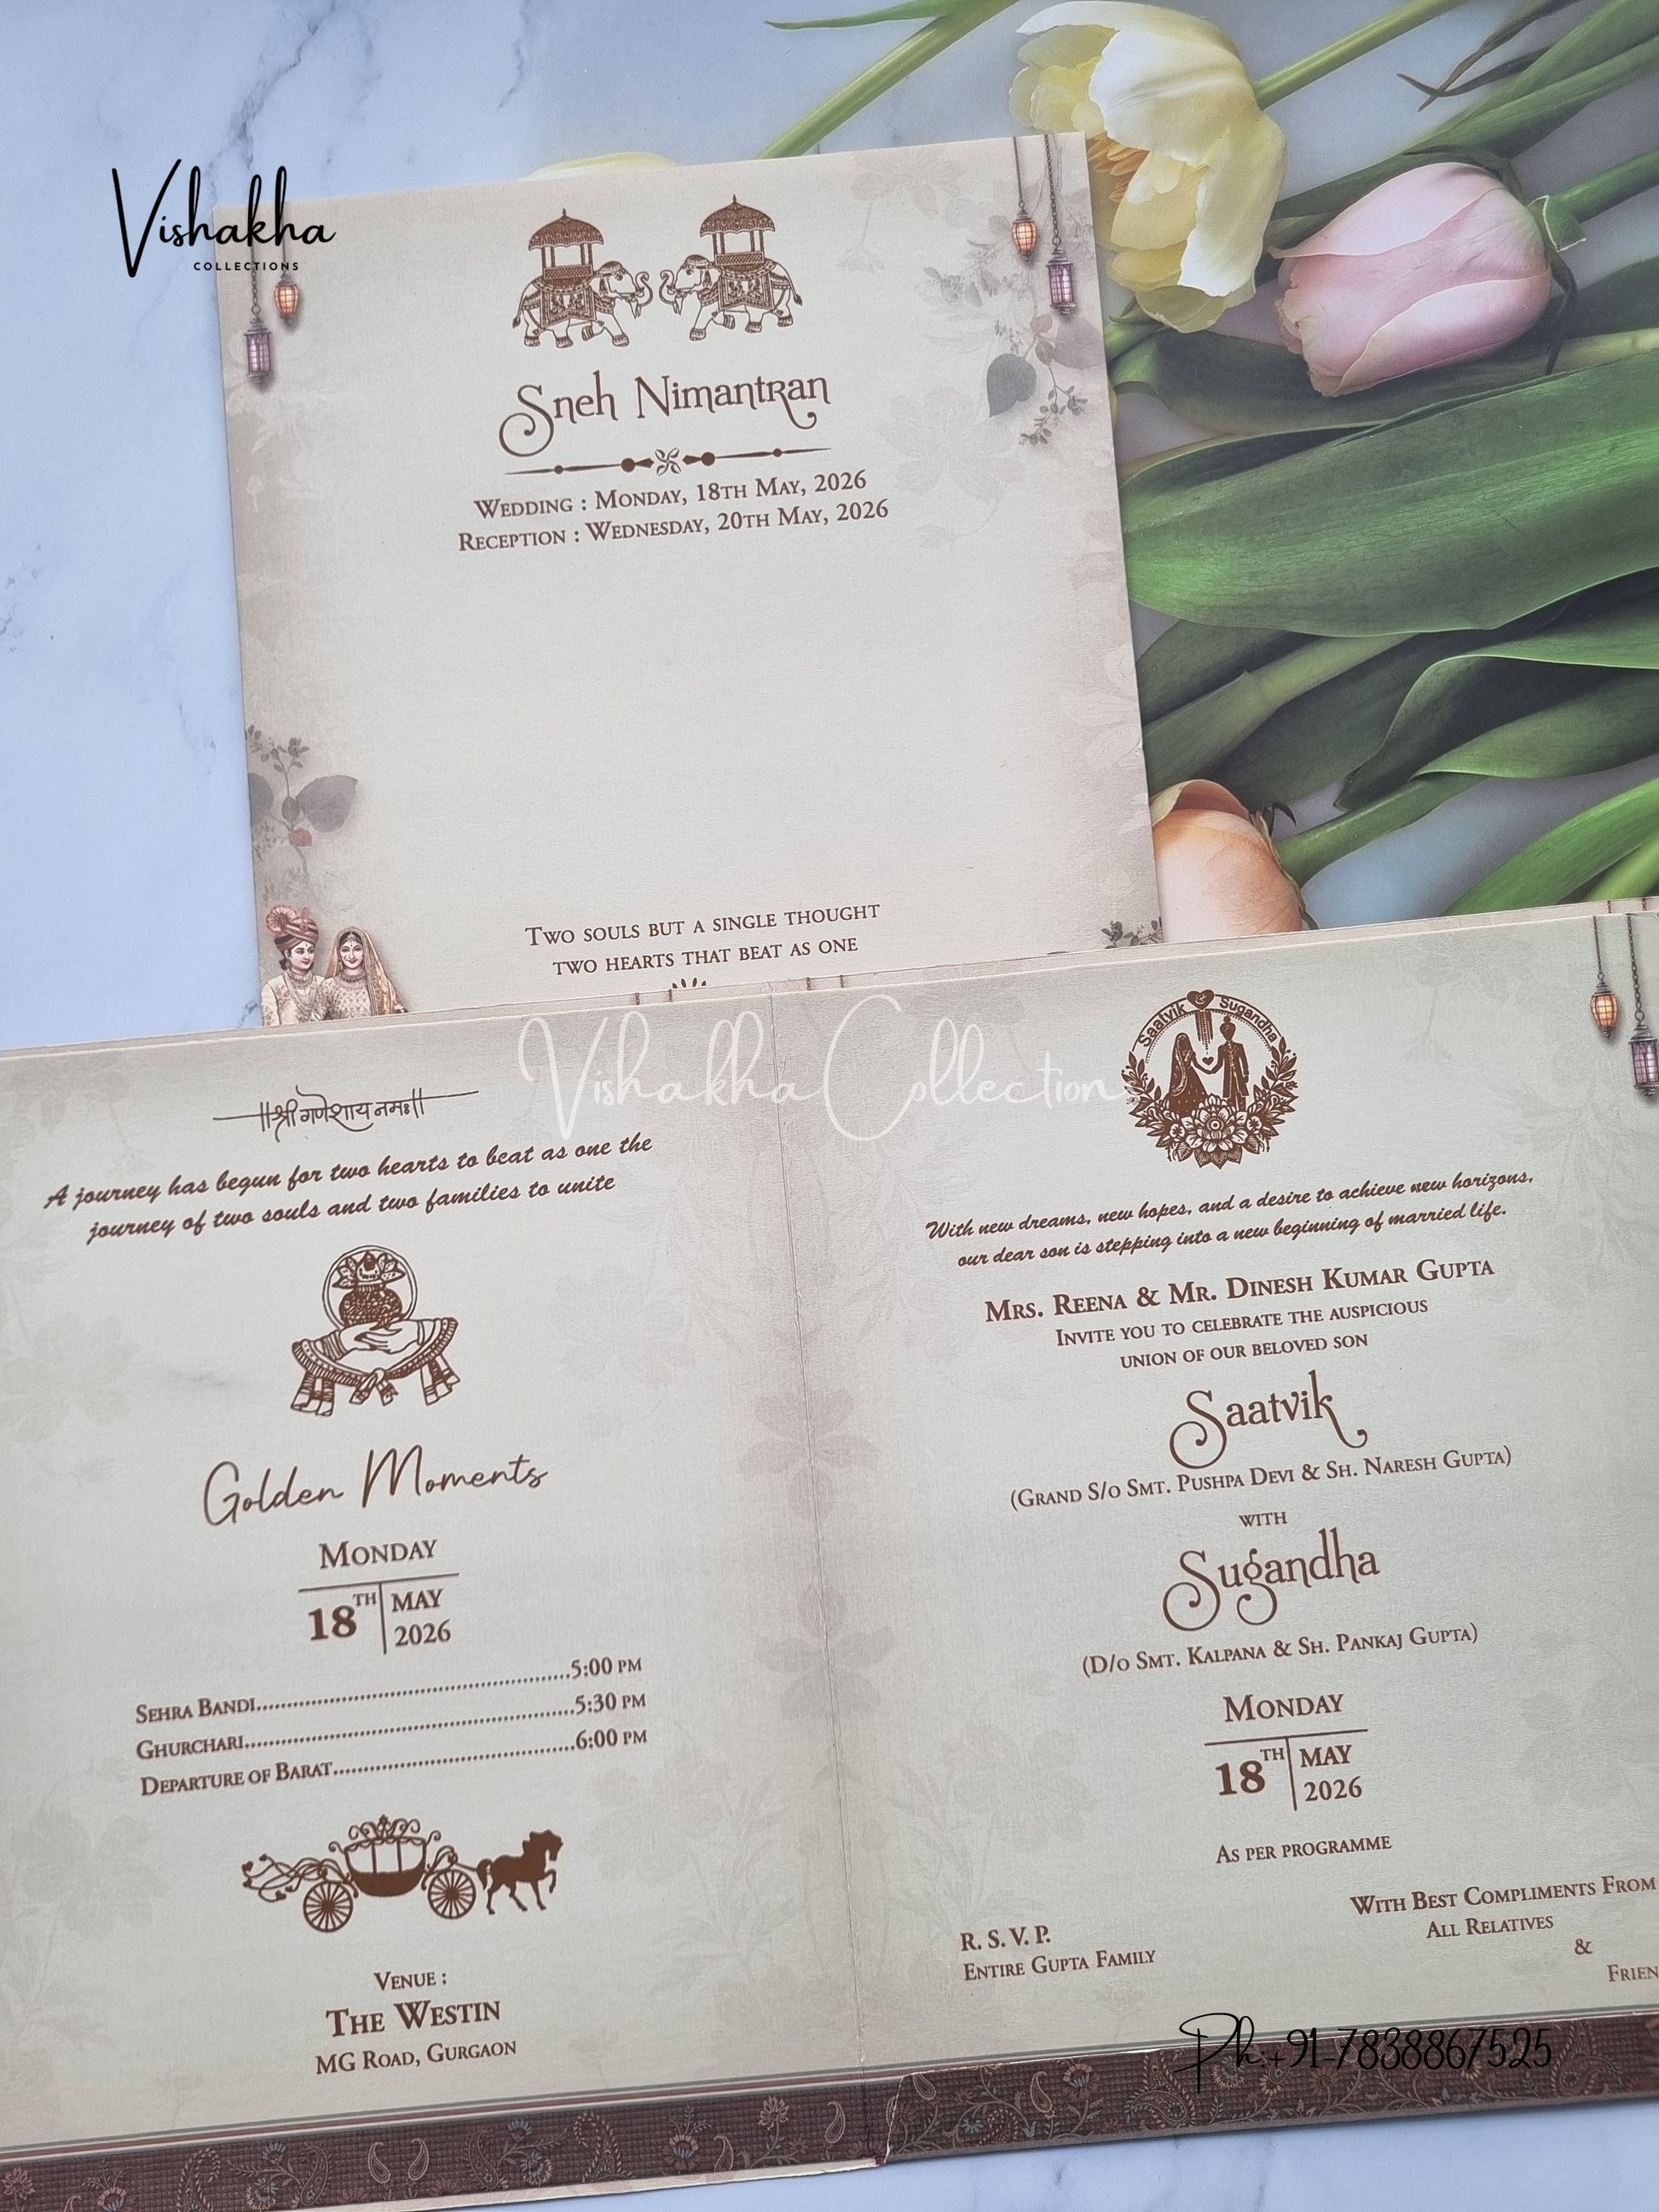 Vishakha
COLLECTIONS
Sneh Nimantran
Wedding : Monday, 18th May, 2026
Reception : Wednesday, 20th May, 2026
Two souls but a single thought
two hearts that beat as one
Vishakha Collection
||श्री गणेशाय नमः||
A journey has begun for two hearts to beat as one the
journey of two souls and two families to unite
Golden Moments
Monday
18TH MAY
2026
Sehra Bandi....................5:00 PM
Ghurchari....................5:30 PM
Departure of Barat....................6:00 PM
Venue :
The Westin
MG Road, Gurgaon
Saatvik & Sugandha
With new dreams, new hopes, and a desire to achieve new horizons,
our dear son is stepping into a new beginning of married life.
Mrs. Reena & Mr. Dinesh Kumar Gupta
Invite you to celebrate the auspicious
union of our beloved son
Saatvik
(Grand S/o Smt. Pushpa Devi & Sh. Naresh Gupta)
with
Sugandha
(D/o Smt. Kalpana & Sh. Pankaj Gupta)
Monday
18TH MAY
2026
As per programme
R. S. V. P.
Entire Gupta Family
With Best Compliments From
All Relatives
&
Frien
Ph:+91-7838867525